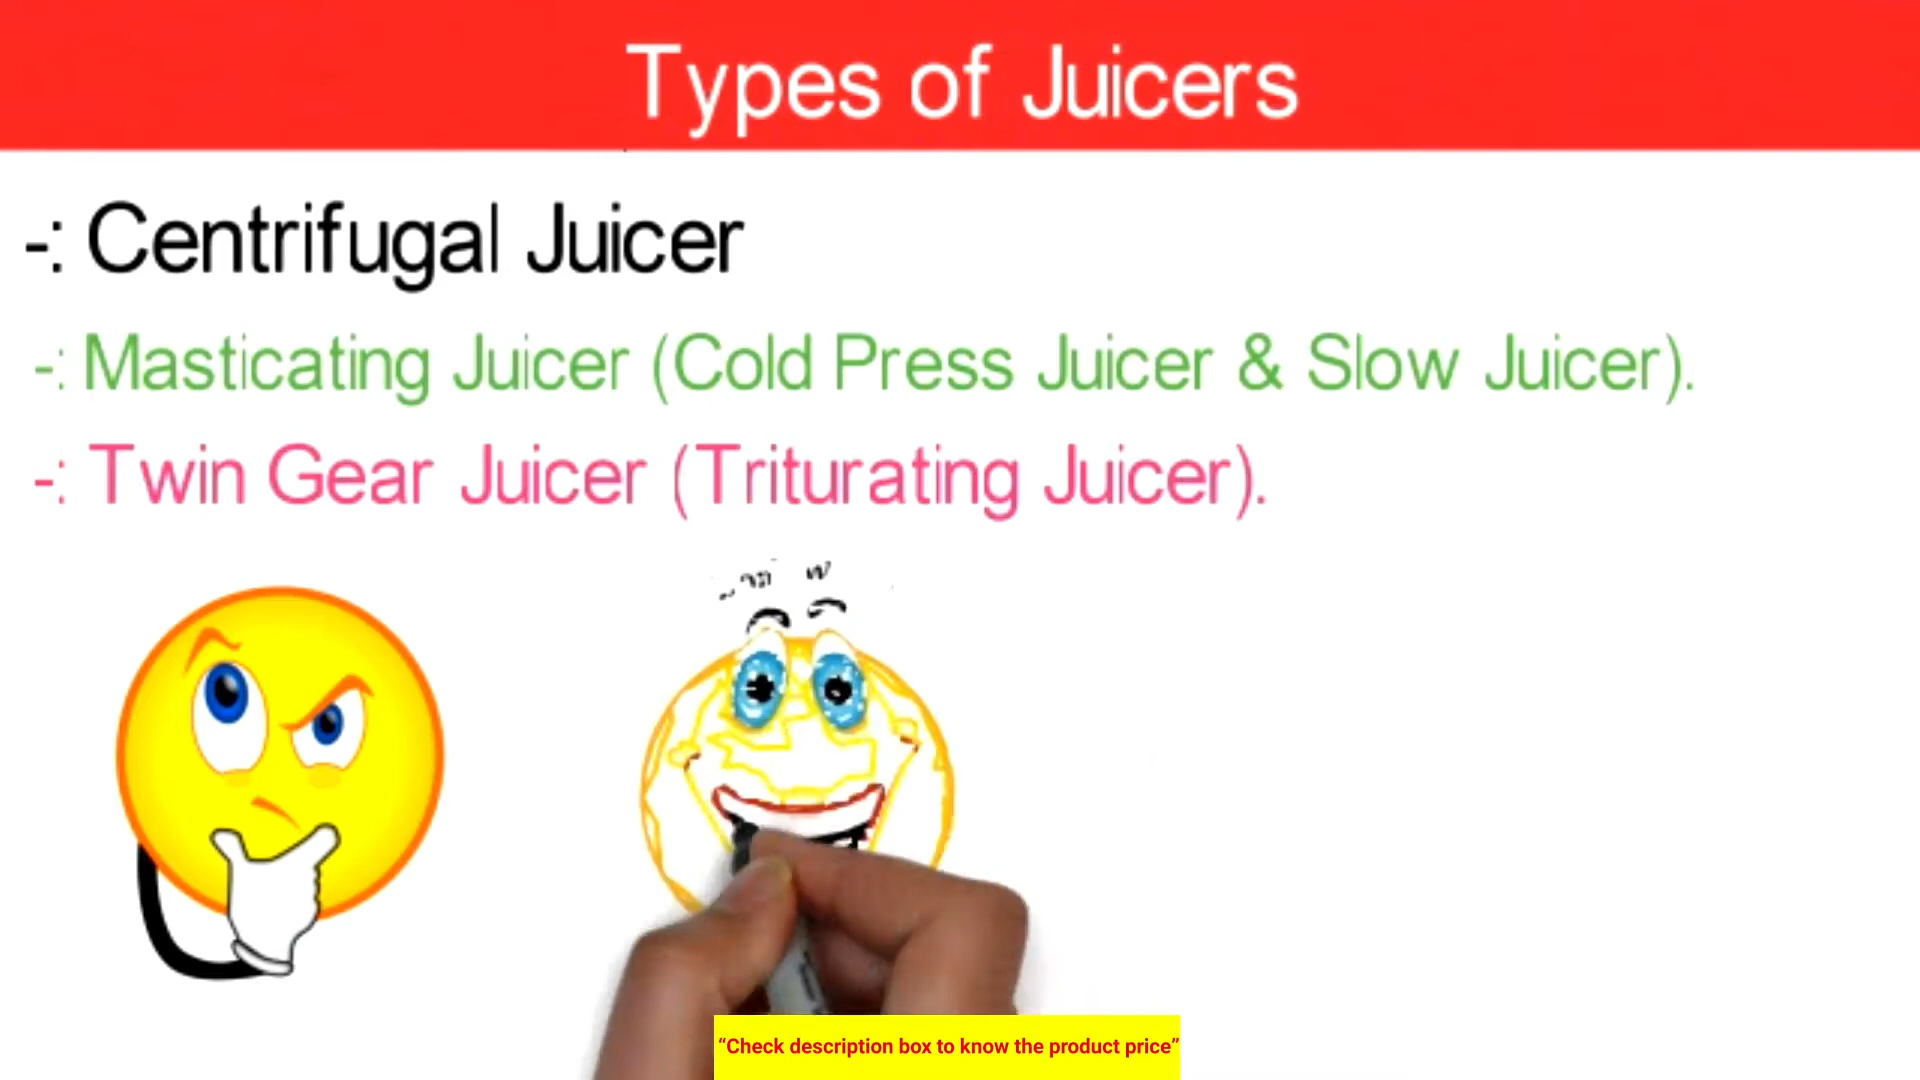 Types of Juicers
-: Centrifugal Juicer
-: Masticating Juicer (Cold Press Juicer & Slow Juicer).
-: Twin Gear Juicer (Triturating Juicer).
“Check description box to know the product price”